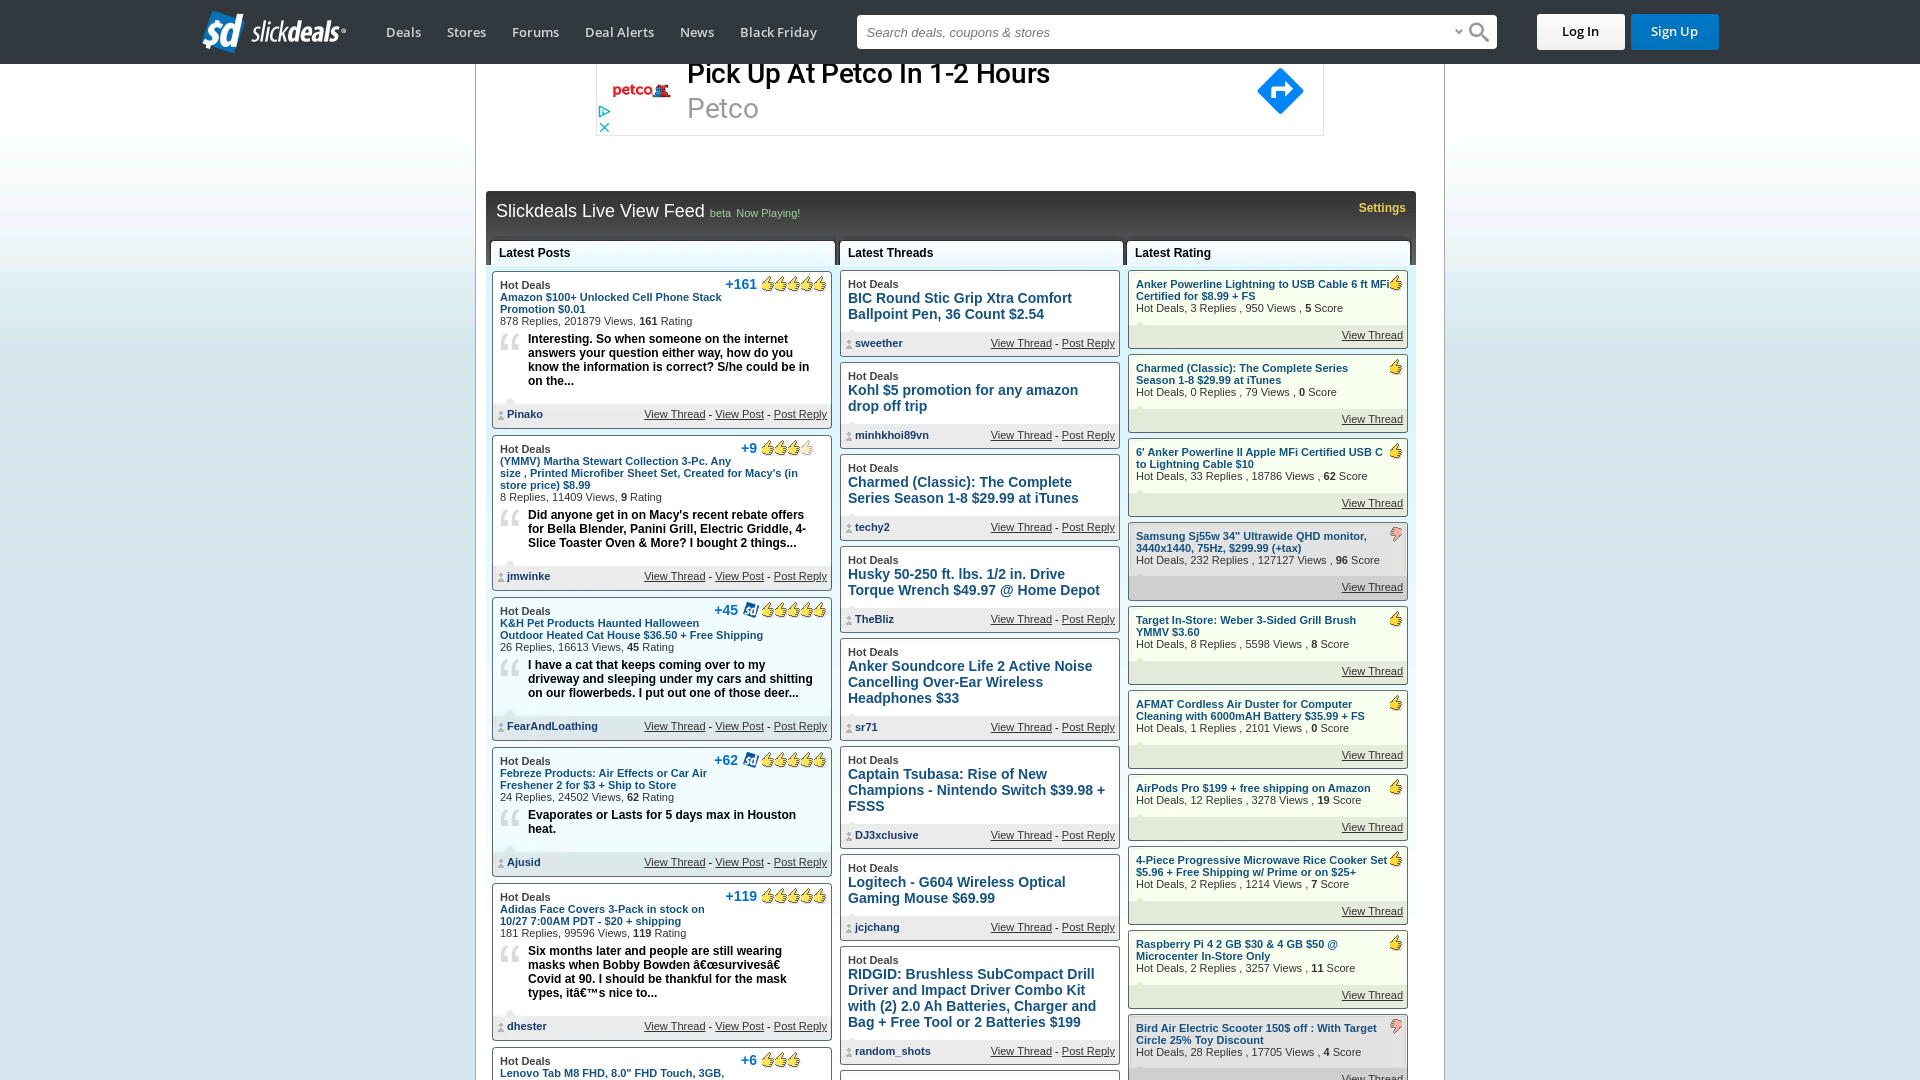 slickdeals
Deals
Stores
Forums
Deal Alerts
News
Black Friday
Search deals, coupons & stores
Log In
Sign Up
petco
Pick Up At Petco In 1-2 Hours
Petco
Slickdeals Live View Feed beta Now Playing!
Settings
Latest Posts
Hot Deals
+161
Amazon $100+ Unlocked Cell Phone Stack
Promotion $0.01
878 Replies, 201879 Views, 161 Rating
Interesting. So when someone on the internet
answers your question either way, how do you
know the information is correct? S/he could be in
on the...
Pinako
View Thread - View Post - Post Reply
Hot Deals
+9
(YMMV) Martha Stewart Collection 3-Pc. Any
size , Printed Microfiber Sheet Set, Created for Macy's (in
store price) $8.99
8 Replies, 11409 Views, 9 Rating
Did anyone get in on Macy's recent rebate offers
for Bella Blender, Panini Grill, Electric Griddle, 4-
Slice Toaster Oven & More? I bought 2 things...
jmwinke
View Thread - View Post - Post Reply
Hot Deals
+45
K&H Pet Products Haunted Halloween
Outdoor Heated Cat House $36.50 + Free Shipping
26 Replies, 16613 Views, 45 Rating
I have a cat that keeps coming over to my
driveway and sleeping under my cars and shitting
on our flowerbeds. I put out one of those deer...
FearAndLoathing
View Thread - View Post - Post Reply
Hot Deals
+62
Febreze Products: Air Effects or Car Air
Freshener 2 for $3 + Ship to Store
24 Replies, 24502 Views, 62 Rating
Evaporates or Lasts for 5 days max in Houston
heat.
Ajusid
View Thread - View Post - Post Reply
Hot Deals
+119
Adidas Face Covers 3-Pack in stock on
10/27 7:00AM PDT - $20 + shipping
181 Replies, 99596 Views, 119 Rating
Six months later and people are still wearing
masks when Bobby Bowden â€œsurvivesâ€
Covid at 90. I should be thankful for the mask
types, itâ€™s nice to...
dhester
View Thread - View Post - Post Reply
Hot Deals
+6
Lenovo Tab M8 FHD, 8.0" FHD Touch, 3GB,
Latest Threads
Hot Deals
BIC Round Stic Grip Xtra Comfort
Ballpoint Pen, 36 Count $2.54
sweether
View Thread - Post Reply
Hot Deals
Kohl $5 promotion for any amazon
drop off trip
minhkhoi89vn
View Thread - Post Reply
Hot Deals
Charmed (Classic): The Complete
Series Season 1-8 $29.99 at iTunes
techy2
View Thread - Post Reply
Hot Deals
Husky 50-250 ft. lbs. 1/2 in. Drive
Torque Wrench $49.97 @ Home Depot
TheBliz
View Thread - Post Reply
Hot Deals
Anker Soundcore Life 2 Active Noise
Cancelling Over-Ear Wireless
Headphones $33
sr71
View Thread - Post Reply
Hot Deals
Captain Tsubasa: Rise of New
Champions - Nintendo Switch $39.98 +
FSSS
DJ3xclusive
View Thread - Post Reply
Hot Deals
Logitech - G604 Wireless Optical
Gaming Mouse $69.99
jcjchang
View Thread - Post Reply
Hot Deals
RIDGID: Brushless SubCompact Drill
Driver and Impact Driver Combo Kit
with (2) 2.0 Ah Batteries, Charger and
Bag + Free Tool or 2 Batteries $199
random_shots
View Thread - Post Reply
Latest Rating
Anker Powerline Lightning to USB Cable 6 ft MFi
Certified for $8.99 + FS
Hot Deals, 3 Replies , 950 Views , 5 Score
View Thread
Charmed (Classic): The Complete Series
Season 1-8 $29.99 at iTunes
Hot Deals, 0 Replies , 79 Views , 0 Score
View Thread
6' Anker Powerline II Apple MFi Certified USB C
to Lightning Cable $10
Hot Deals, 33 Replies , 18786 Views , 62 Score
View Thread
Samsung Sj55w 34" Ultrawide QHD monitor,
3440x1440, 75Hz, $299.99 (+tax)
Hot Deals, 232 Replies , 127127 Views , 96 Score
View Thread
Target In-Store: Weber 3-Sided Grill Brush
YMMV $3.60
Hot Deals, 8 Replies , 5598 Views , 8 Score
View Thread
AFMAT Cordless Air Duster for Computer
Cleaning with 6000mAH Battery $35.99 + FS
Hot Deals, 1 Replies , 2101 Views , 0 Score
View Thread
AirPods Pro $199 + free shipping on Amazon
Hot Deals, 12 Replies , 3278 Views , 19 Score
View Thread
4-Piece Progressive Microwave Rice Cooker Set
$5.96 + Free Shipping w/ Prime or on $25+
Hot Deals, 2 Replies , 1214 Views , 7 Score
View Thread
Raspberry Pi 4 2 GB $30 & 4 GB $50 @
Microcenter In-Store Only
Hot Deals, 2 Replies , 3257 Views , 11 Score
View Thread
Bird Air Electric Scooter 150$ off : With Target
Circle 25% Toy Discount
Hot Deals, 28 Replies , 17705 Views , 4 Score
View Thread